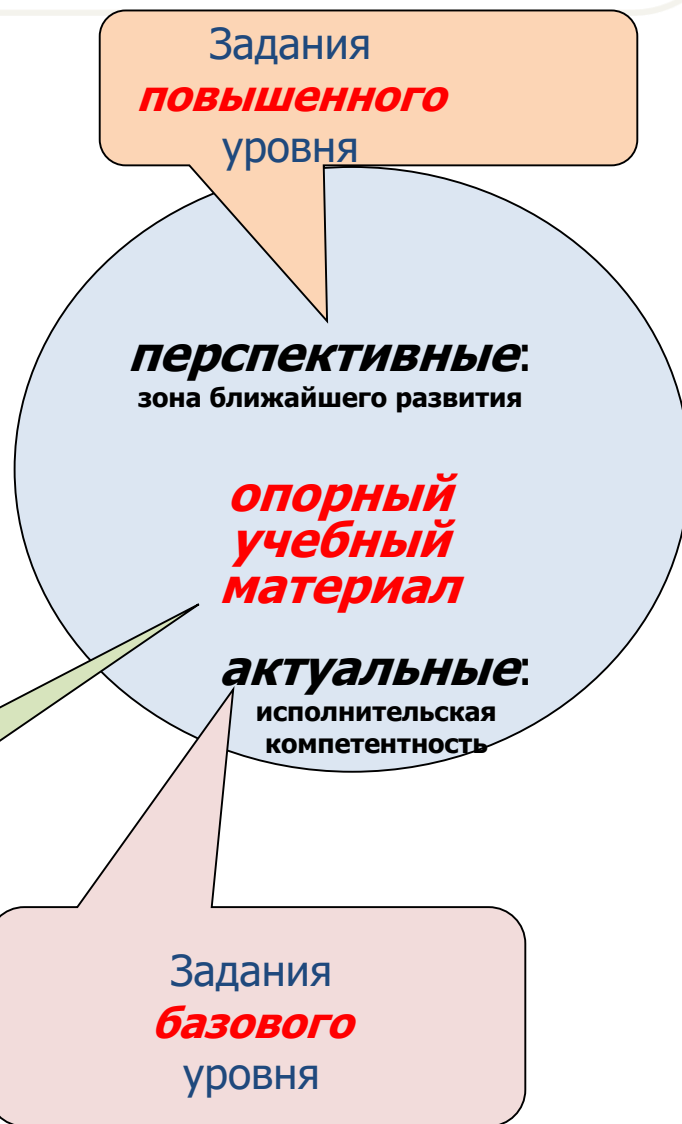 Задания
повышенного
уровня
перспективные:
зона ближайшего развития
опорный
учебный
материал
актуальные:
исполнительская
компетентность
Задания
базового
уровня